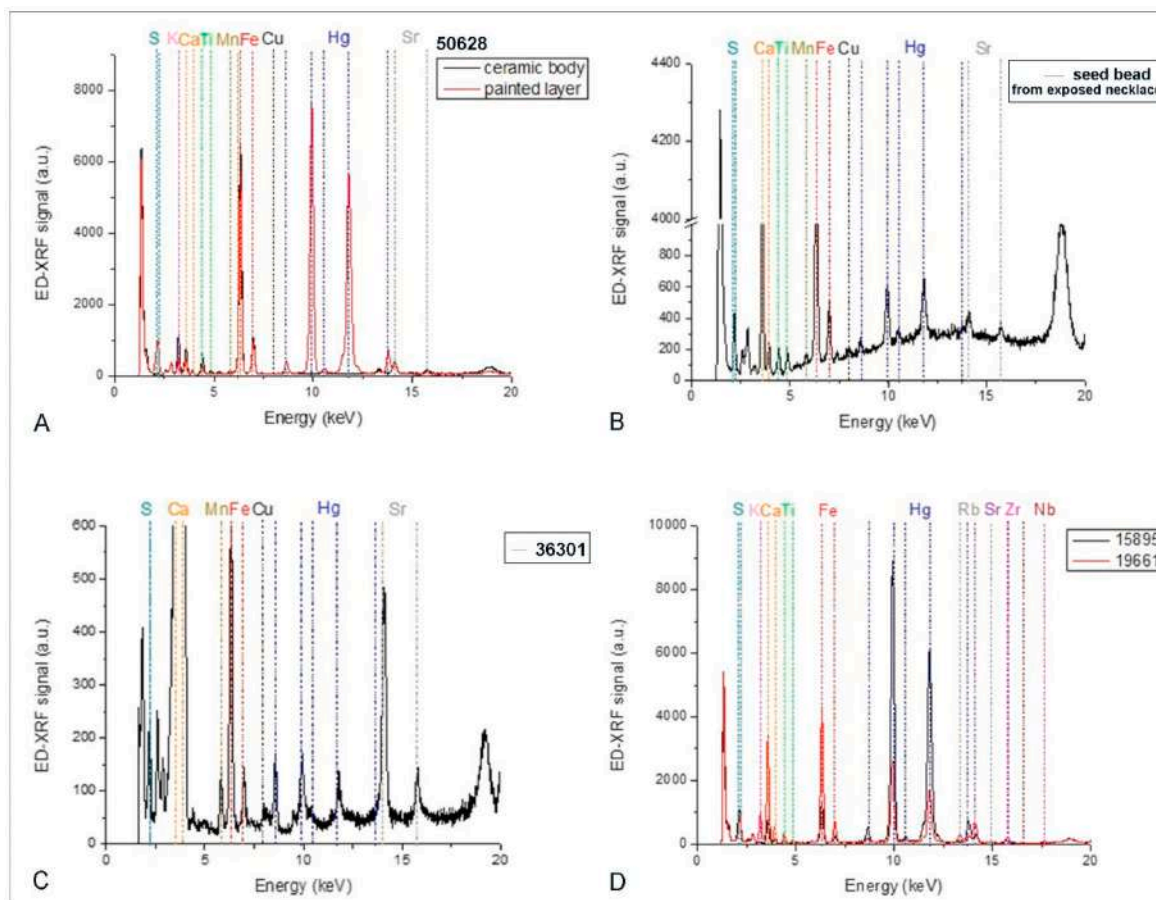 S K Ca Ti Mn Fe Cu Hg Sr
50628
ceramic body
painted layer
8000
6000
4000
2000
0
0 5 10 15 20
ED-XRF signal (a.u.)
Energy (keV)
A
S Ca Ti Mn Fe Cu Hg Sr
seed bead
from exposed necklace
4400
4200
4000
800
600
400
200
0
0 5 10 15 20
ED-XRF signal (a.u.)
Energy (keV)
B
S Ca Mn Fe Cu Hg Sr
36301
600
500
400
300
200
100
0
0 5 10 15 20
ED-XRF signal (a.u.)
Energy (keV)
C
S K Ca Ti Fe Hg Rb Sr Zr Nb
15895
19661
10000
8000
6000
4000
2000
0
0 5 10 15 20
ED-XRF signal (a.u.)
Energy (keV)
D